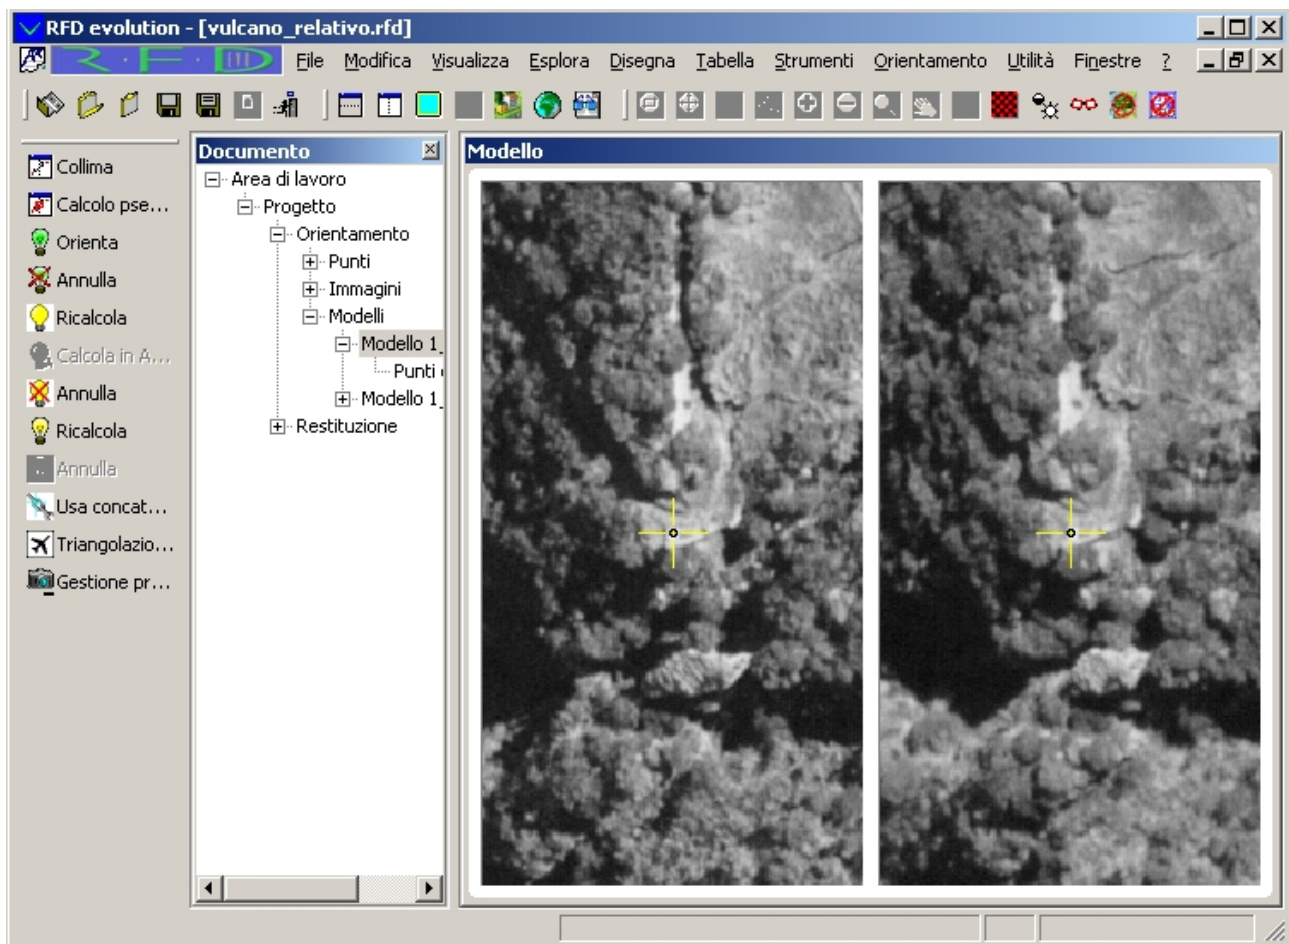 RFD evolution - [vulcano_relativo.rfd]
R·F·D File Modifica Visualizza Esplora Disegna Tabella Strumenti Orientamento Utilità Finestre ?
Collima
Calcolo pse...
Orienta
Annulla
Ricalcola
Calcola in A...
Annulla
Ricalcola
Annulla
Usa concat...
Triangolazio...
Gestione pr...
Documento
Area di lavoro
Progetto
Orientamento
Punti
Immagini
Modelli
Modello 1_
Punti
Modello 1_
Restituzione
Modello